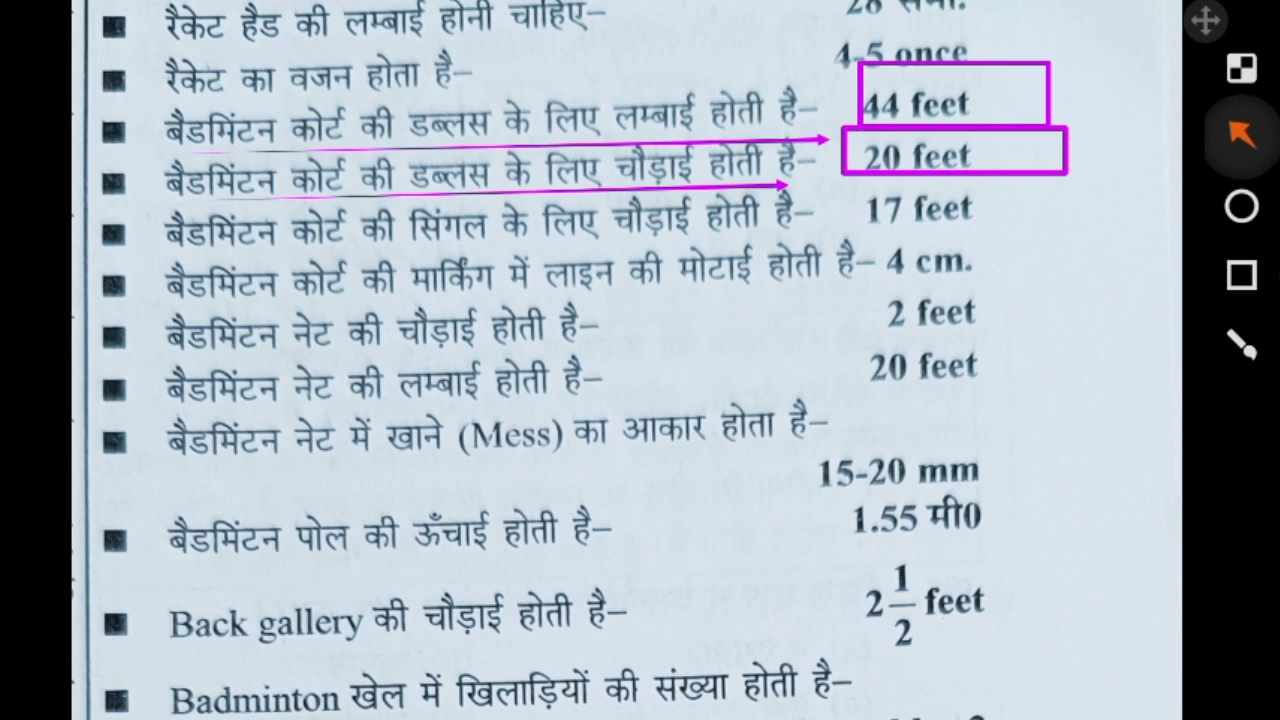 रैकेट हैड की लम्बाई होनी चाहिए– 28 सेमी.
रैकेट का वजन होता है– 4-5 once
बैडमिंटन कोर्ट की डब्लस के लिए लम्बाई होती है– 44 feet
बैडमिंटन कोर्ट की डब्लस के लिए चौड़ाई होती है– 20 feet
बैडमिंटन कोर्ट की सिंगल के लिए चौड़ाई होती है– 17 feet
बैडमिंटन कोर्ट की मार्किंग में लाइन की मोटाई होती है– 4 cm.
बैडमिंटन नेट की चौड़ाई होती है– 2 feet
बैडमिंटन नेट की लम्बाई होती है– 20 feet
बैडमिंटन नेट में खाने (Mess) का आकार होता है–
15-20 mm
बैडमिंटन पोल की ऊँचाई होती है– 1.55 मी0
Back gallery की चौड़ाई होती है– 2 1/2 feet
Badminton खेल में खिलाड़ियों की संख्या होती है–